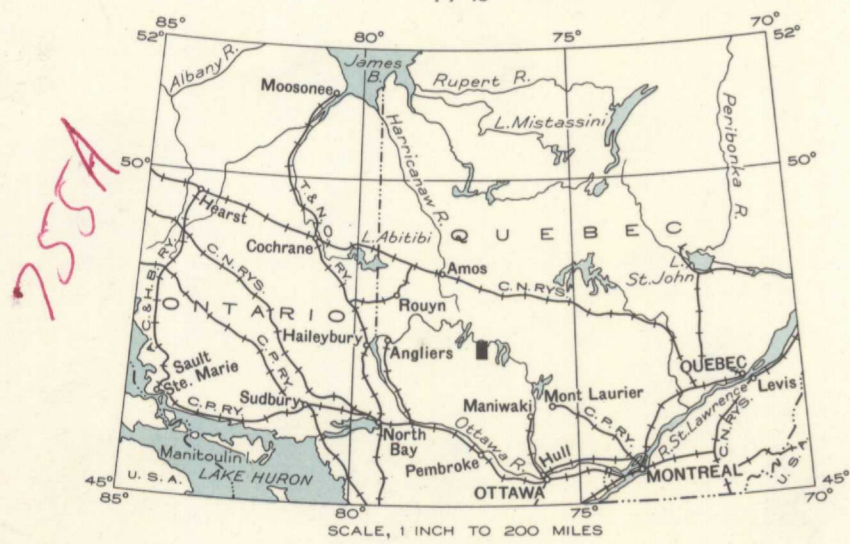 85°
80°
75°
70°
52°
52°
Albany R.
James
B.
Rupert R.
Moosonee
L. Mistassini
Peribonka R.
Harricanaw R.
50°
50°
755A
Hearst
T. & N. O. RY.
Cochrane
L. Abitibi
QUEBEC
L.
St. John
Amos
C.N. RYS.
C.N. RYS.
A. C. & H. B. RY.
ONTARIO
Rouyn
Haileybury
Angliers
C.P. RY.
Sault
Ste. Marie
QUEBEC
Levis
Sudbury
C.P. RY.
Maniwaki
Mont Laurier
C.P. RY.
R. St. Lawrence
C.N. RYS.
North
Bay
Ottawa R.
Hull
Manitoulin I.
Pembroke
MONTREAL
U.S.A.
U.S.A.
LAKE HURON
OTTAWA
45°
45°
85°
80°
75°
70°
SCALE, 1 INCH TO 200 MILES